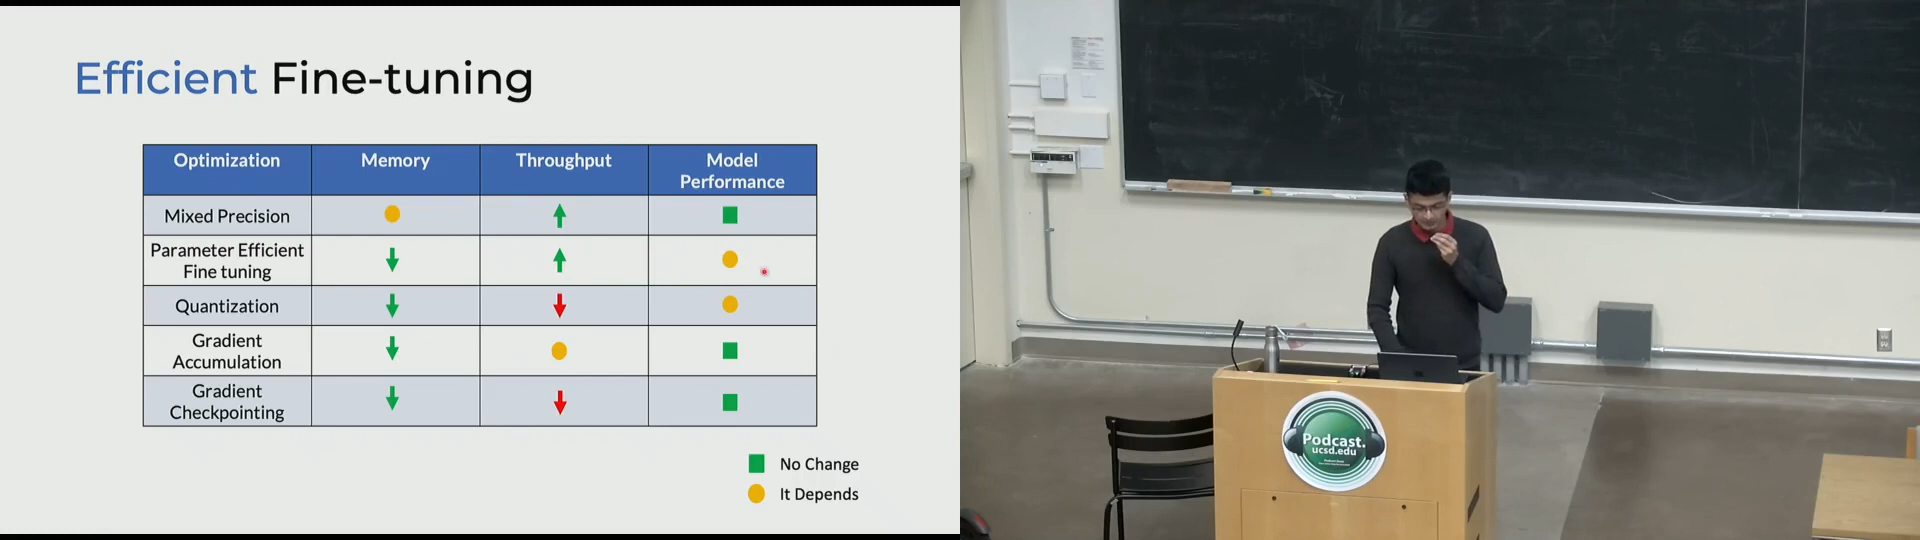 Efficient Fine-tuning
Optimization Memory Throughput Model
Performance
Mixed Precision
Parameter Efficient
Fine tuning
Quantization
Gradient
Accumulation
Gradient
Checkpointing
No Change
It Depends
Podcast.
ucsd.edu